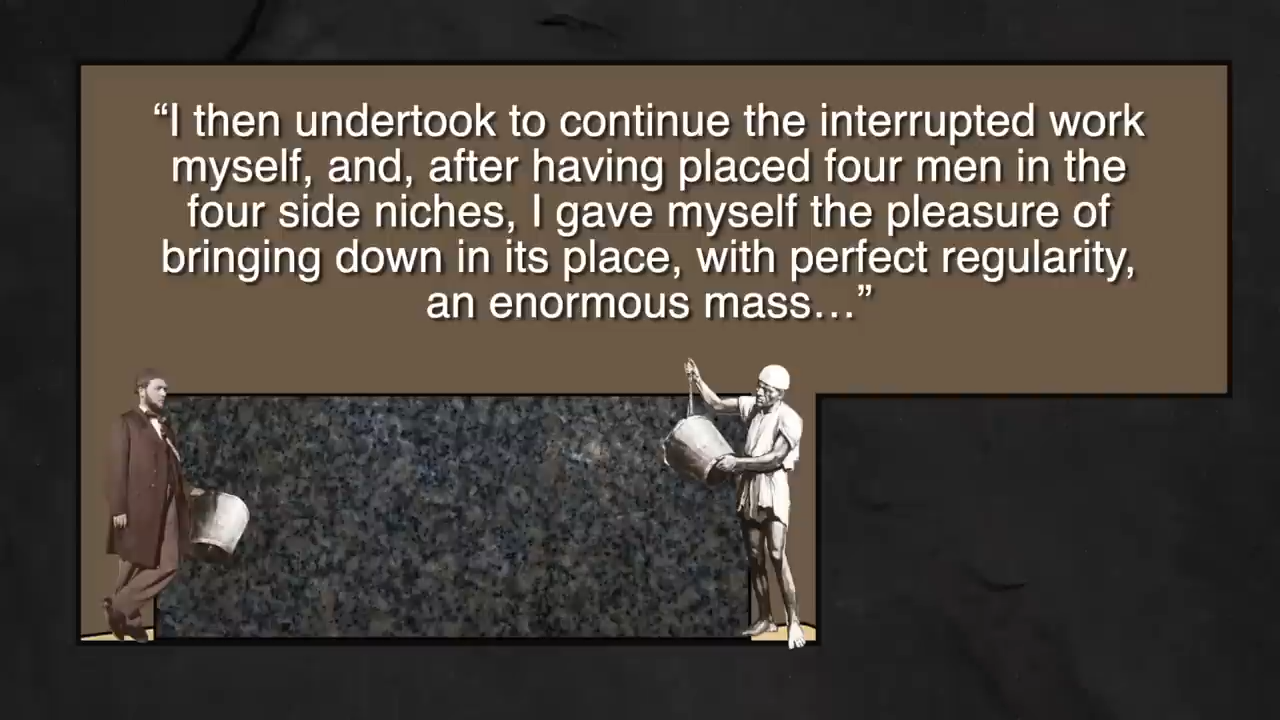 “I then undertook to continue the interrupted work
myself, and, after having placed four men in the
four side niches, I gave myself the pleasure of
bringing down in its place, with perfect regularity,
an enormous mass…”